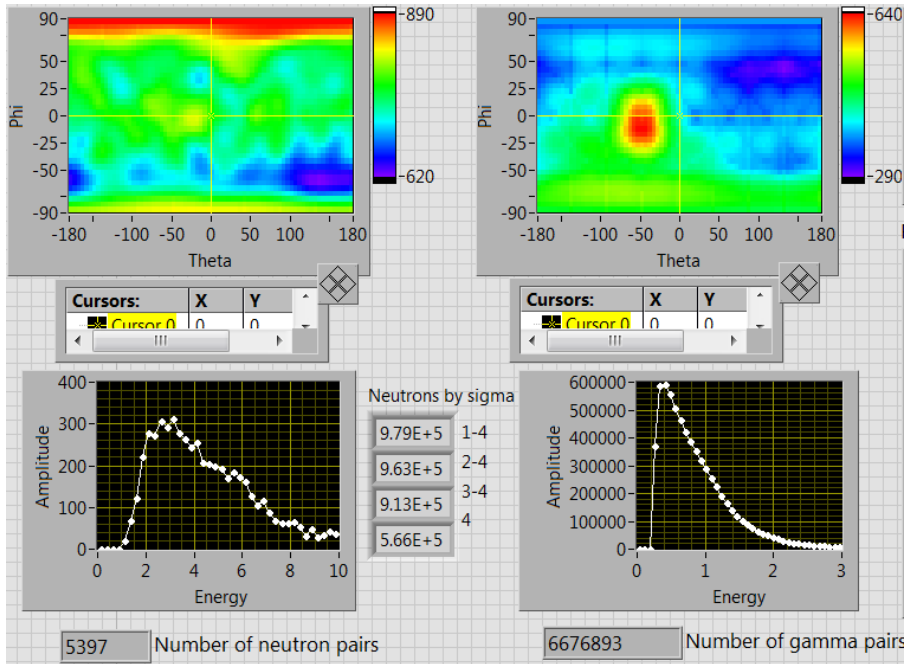 90
50
25
0
-25
-50
-90
Phi
-180
-100
-50
0
50
100
180
Theta
-890
-620
90
50
25
0
-25
-50
-90
Phi
-180
-100
-50
0
50
100
180
Theta
-640
-290
Cursors: X Y
Cursor 0 0 0
Cursors: X Y
Cursor 0 0 0
400
300
200
100
0
Amplitude
0 2 4 6 8 10
Energy
Neutrons by sigma
9.79E+5 1-4
9.63E+5 2-4
9.13E+5 3-4
5.66E+5 4
600000
500000
400000
300000
200000
100000
0
Amplitude
0 1 2 3
Energy
5397 Number of neutron pairs
6676893 Number of gamma pairs